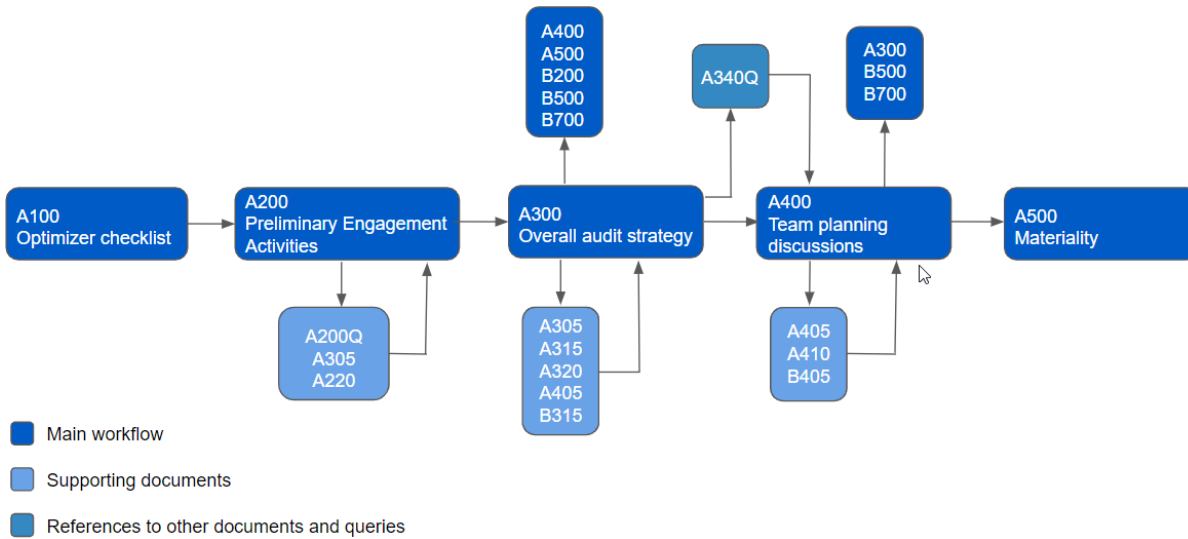 A400
A500
B200
B500
B700
A340Q
A300
B500
B700
A100
Optimizer checklist
A200
Preliminary Engagement
Activities
A300
Overall audit strategy
A400
Team planning
discussions
A500
Materiality
A200Q
A305
A220
A305
A315
A320
A405
B315
A405
A410
B405
Main workflow
Supporting documents
References to other documents and queries